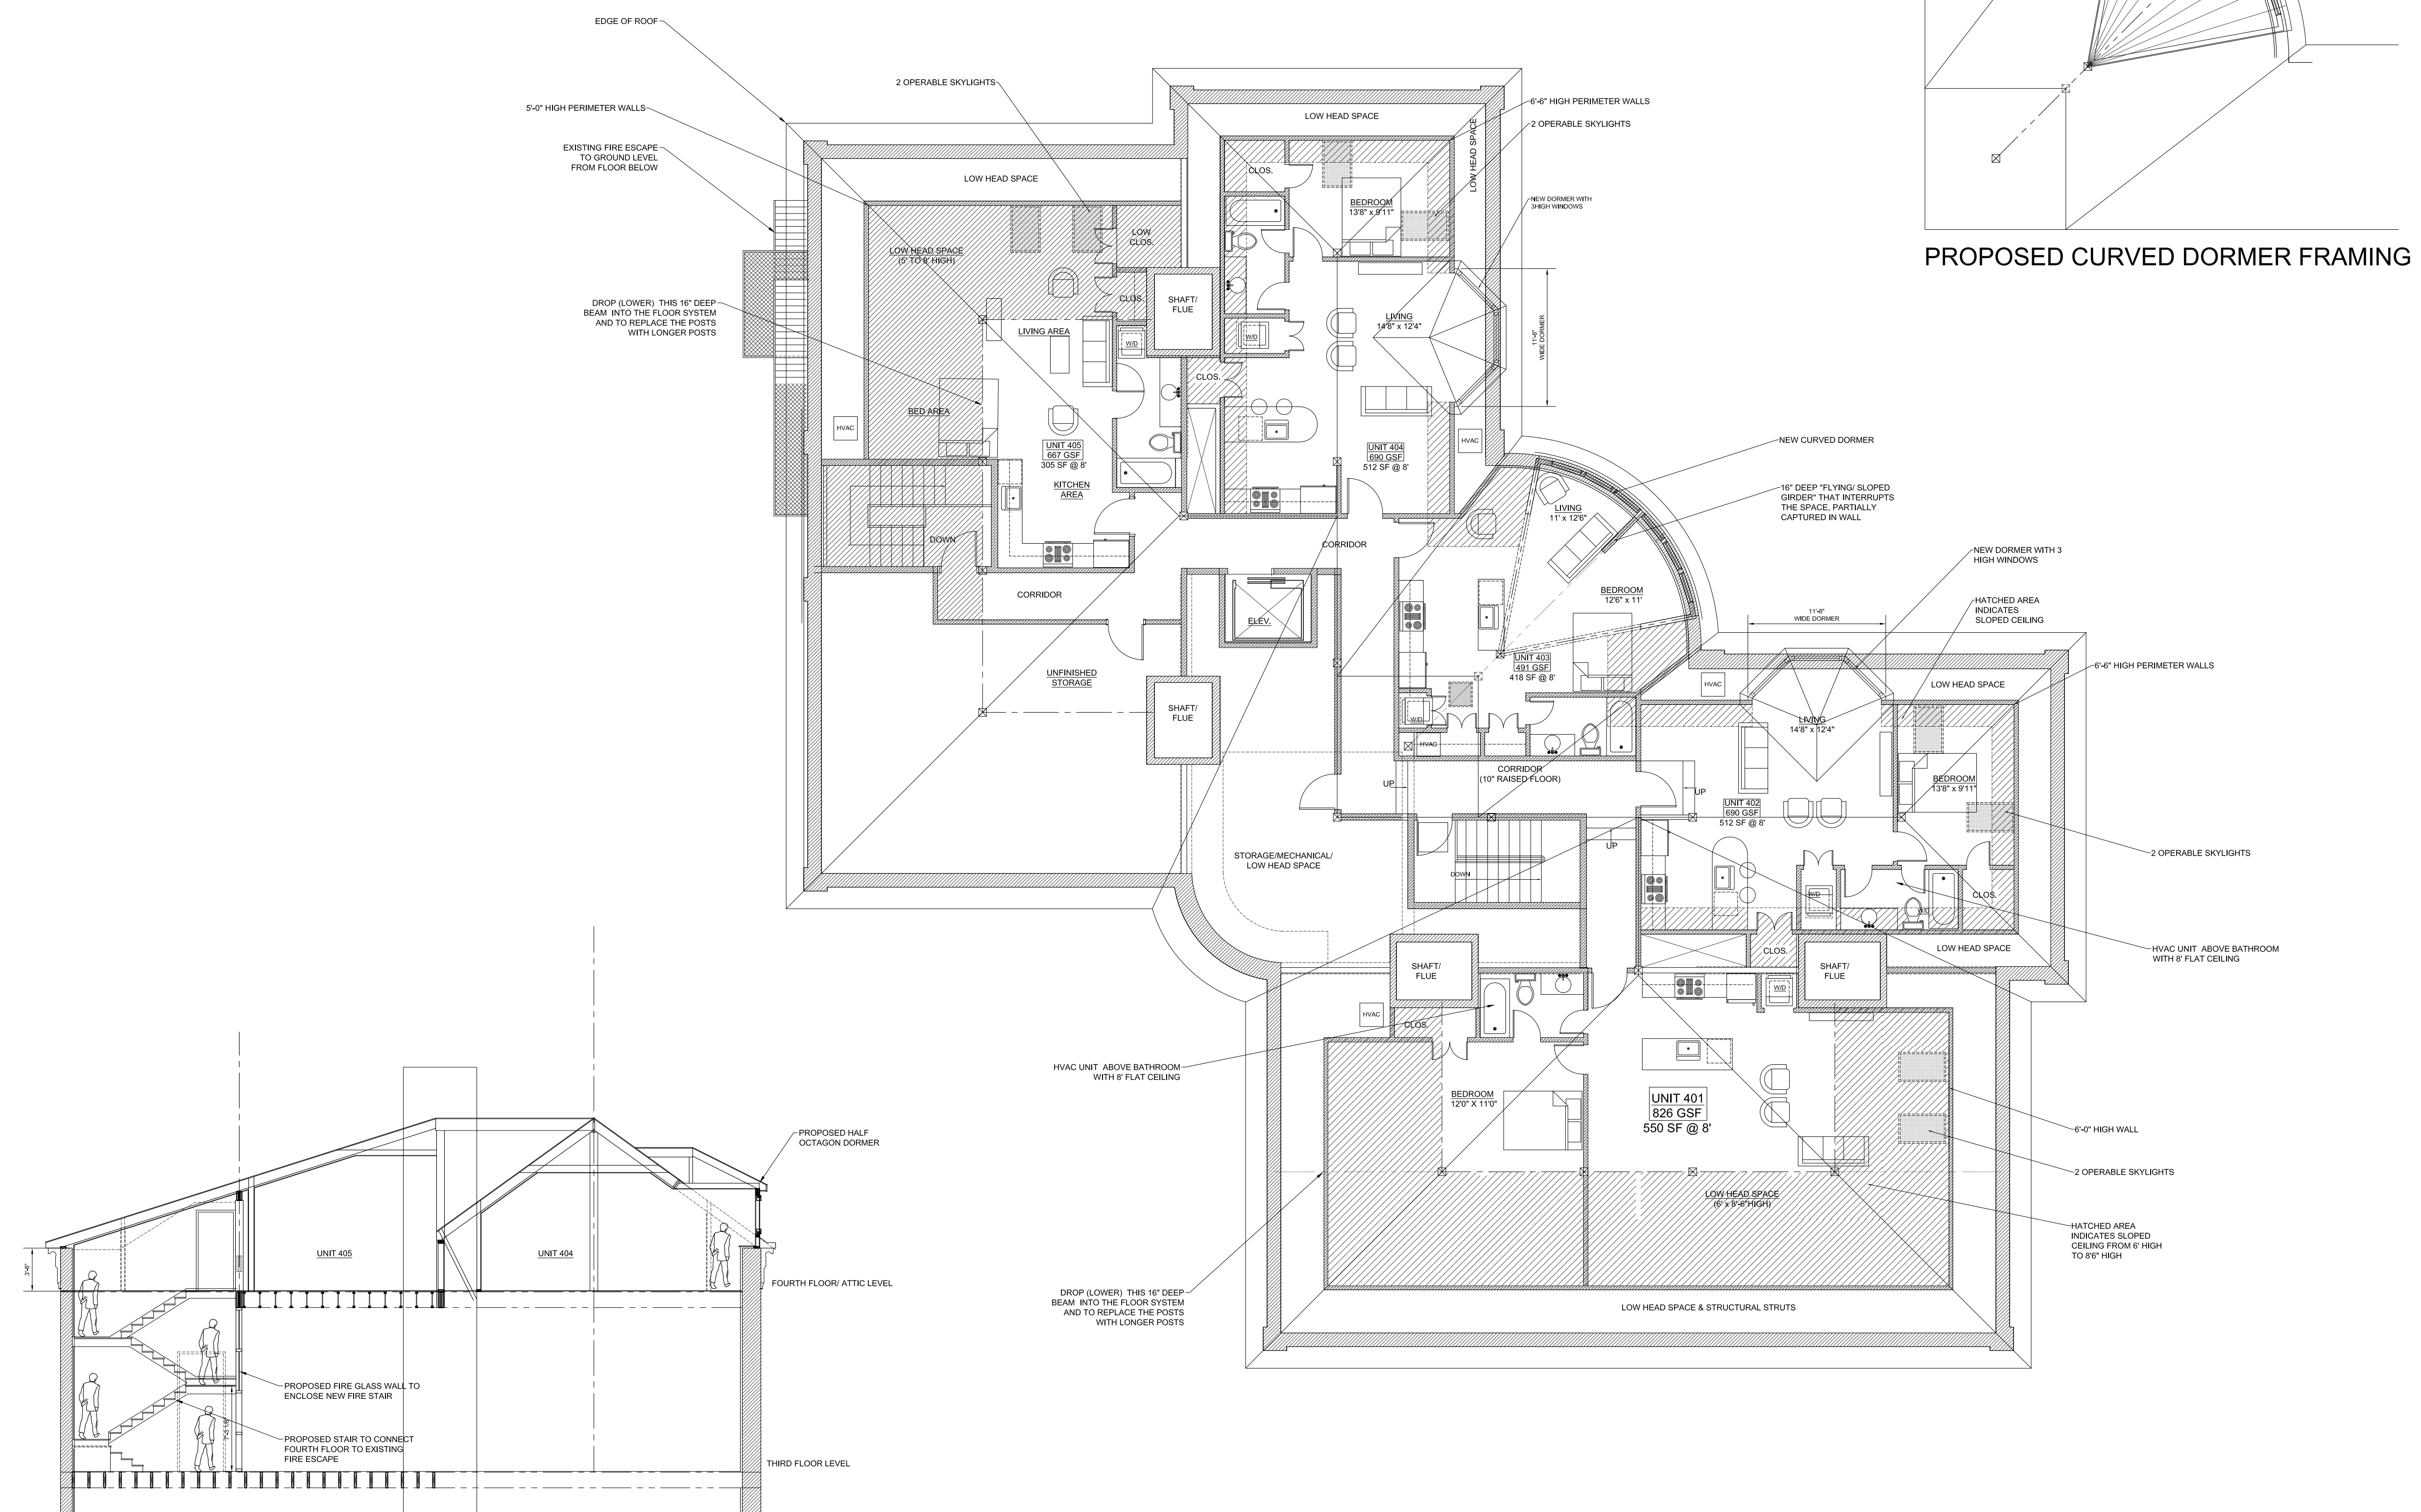 EDGE OF ROOF
2 OPERABLE SKYLIGHTS
5'-0" HIGH PERIMETER WALLS
EXISTING FIRE ESCAPE
TO GROUND LEVEL
FROM FLOOR BELOW
DROP (LOWER) THIS 16" DEEP
BEAM INTO THE FLOOR SYSTEM
AND TO REPLACE THE POSTS
WITH LONGER POSTS
PROPOSED CURVED DORMER FRAMING
LOW HEAD SPACE
LOW HEAD SPACE
(5' TO 8' HIGH)
LOW
CLOS.
CLOS.
SHAFT/
FLUE
LIVING AREA
W/D
BED AREA
HVAC
UNIT 405
667 GSF
305 SF @ 8'
KITCHEN
AREA
DOWN
CORRIDOR
UNFINISHED
STORAGE
SHAFT/
FLUE
LOW HEAD SPACE
LOW HEAD SPACE
6'-6" HIGH PERIMETER WALLS
2 OPERABLE SKYLIGHTS
CLOS.
BEDROOM
13'8" x 9'11"
NEW DORMER WITH
3HIGH WINDOWS
LIVING
14'8" x 12'4"
11'-8"
WIDE DORMER
W/D
CLOS.
UNIT 404
690 GSF
512 SF @ 8'
HVAC
CORRIDOR
ELEV.
NEW CURVED DORMER
16" DEEP "FLYING/ SLOPED
GIRDER" THAT INTERRUPTS
THE SPACE, PARTIALLY
CAPTURED IN WALL
LIVING
11' x 12'6"
BEDROOM
12'6" x 11'
UNIT 403
491 GSF
418 SF @ 8'
W/D
HVAC
CORRIDOR
(10" RAISED FLOOR)
UP
UP
UP
NEW DORMER WITH 3
HIGH WINDOWS
HATCHED AREA
INDICATES
SLOPED CEILING
11'-8"
WIDE DORMER
6'-6" HIGH PERIMETER WALLS
LOW HEAD SPACE
HVAC
LIVING
14'8" x 12'4"
BEDROOM
13'8" x 9'11"
UNIT 402
690 GSF
512 SF @ 8'
2 OPERABLE SKYLIGHTS
W/D
W/D
CLOS.
CLOS.
LOW HEAD SPACE
HVAC UNIT ABOVE BATHROOM
WITH 8' FLAT CEILING
STORAGE/MECHANICAL/
LOW HEAD SPACE
DOWN
SHAFT/
FLUE
SHAFT/
FLUE
W/D
HVAC
CLOS.
HVAC UNIT ABOVE BATHROOM
WITH 8' FLAT CEILING
BEDROOM
12'0" X 11'0"
UNIT 401
826 GSF
550 SF @ 8'
6'-0" HIGH WALL
2 OPERABLE SKYLIGHTS
LOW HEAD SPACE
(6' x 8'-6"HIGH)
HATCHED AREA
INDICATES SLOPED
CEILING FROM 6' HIGH
TO 8'6" HIGH
DROP (LOWER) THIS 16" DEEP
BEAM INTO THE FLOOR SYSTEM
AND TO REPLACE THE POSTS
WITH LONGER POSTS
LOW HEAD SPACE & STRUCTURAL STRUTS
PROPOSED HALF
OCTAGON DORMER
UNIT 405
UNIT 404
3'-8"
FOURTH FLOOR/ ATTIC LEVEL
PROPOSED FIRE GLASS WALL TO
ENCLOSE NEW FIRE STAIR
PROPOSED STAIR TO CONNECT
FOURTH FLOOR TO EXISTING
FIRE ESCAPE
THIRD FLOOR LEVEL